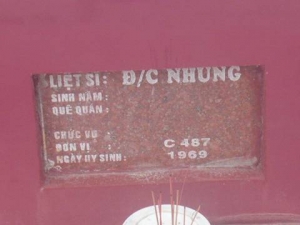 LIỆT SĨ: Đ/C NHUNG
SINH NĂM:
QUÊ QUÁN:
CHỨC VỤ:
ĐƠN VỊ: C 487
NGÀY HY SINH: 1969